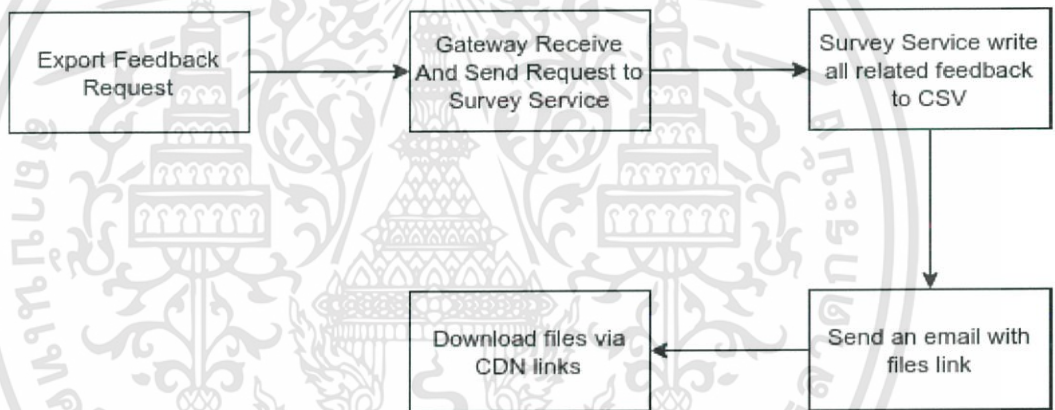 Export Feedback
Request
Gateway Receive
And Send Request to
Survey Service
Survey Service write
all related feedback
to CSV
Send an email with
files link
Download files via
CDN links